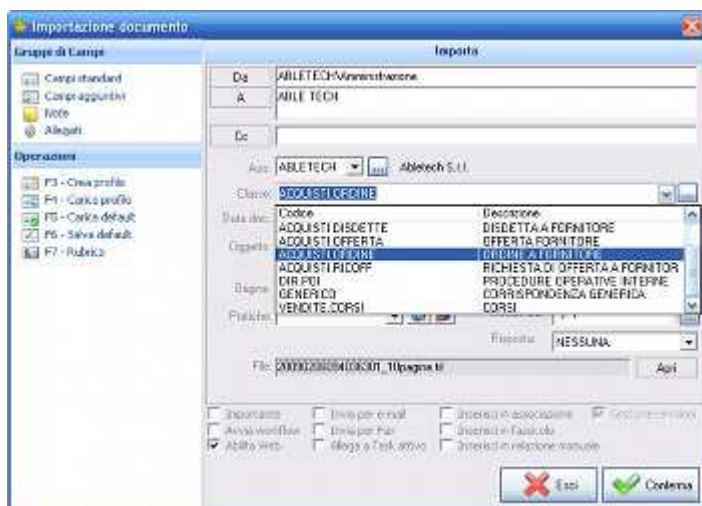 Importazione documento
Gruppi di Campi
Importa
Campi standard
Campi aggiuntivi
Note
Allegati
Operazioni
F3 - Crea profilo
F4 - Carica profilo
F5 - Carica default
F6 - Salva default
F7 - Rubrica
Da ABLETECH\Amministrazione
A ABLE TECH
Cc
Aoo ABLETECH ... Abletech S.r.l.
Classe ACQUISTI.ORDINE ...
Data doc.
Codice Descrizione
ACQUISTI.DISDETTE DISDETTA A FORNITORE
ACQUISTI.OFFERTA OFFERTA FORNITORE
Oggetto
ACQUISTI.ORDINE ORDINE A FORNITORE
ACQUISTI.RICOFF RICHIESTA DI OFFERTA A FORNITOR
DIR.POI PROCEDURE OPERATIVE INTERNE
GENERICO CORRISPONDENZA GENERICA
VENDITE.CORSI CORSI
Pratiche
Risposta NESSUNA
File Apri
Importante Invia per e-mail Inserisci in associazione
Avvia workflow Invia per Fax Inserisci in Fascicolo
Abilita Web Allega a Task attivo Inserisci in relazione manuale
Esci Conferma